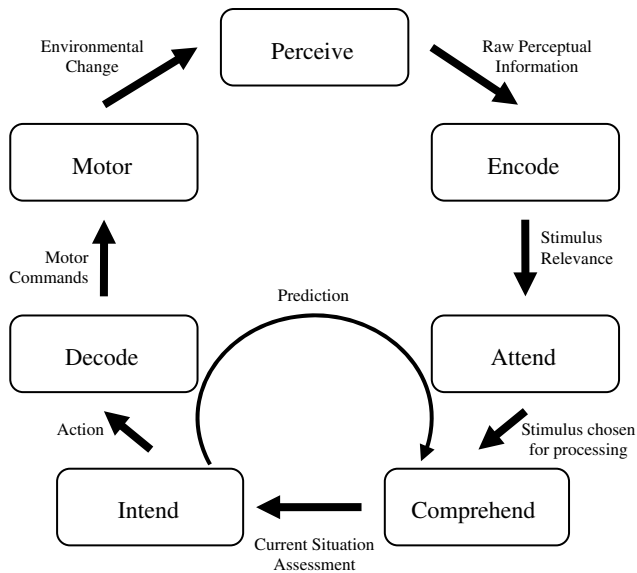 Perceive
Environmental
Change
Raw Perceptual
Information
Motor
Encode
Motor
Commands
Stimulus
Relevance
Prediction
Decode
Attend
Action
Stimulus chosen
for processing
Intend
Comprehend
Current Situation
Assessment